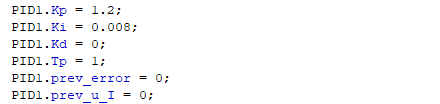 PID1.Kp = 1.2;
PID1.Ki = 0.008;
PID1.Kd = 0;
PID1.Tp = 1;
PID1.prev_error = 0;
PID1.prev_u_I = 0;